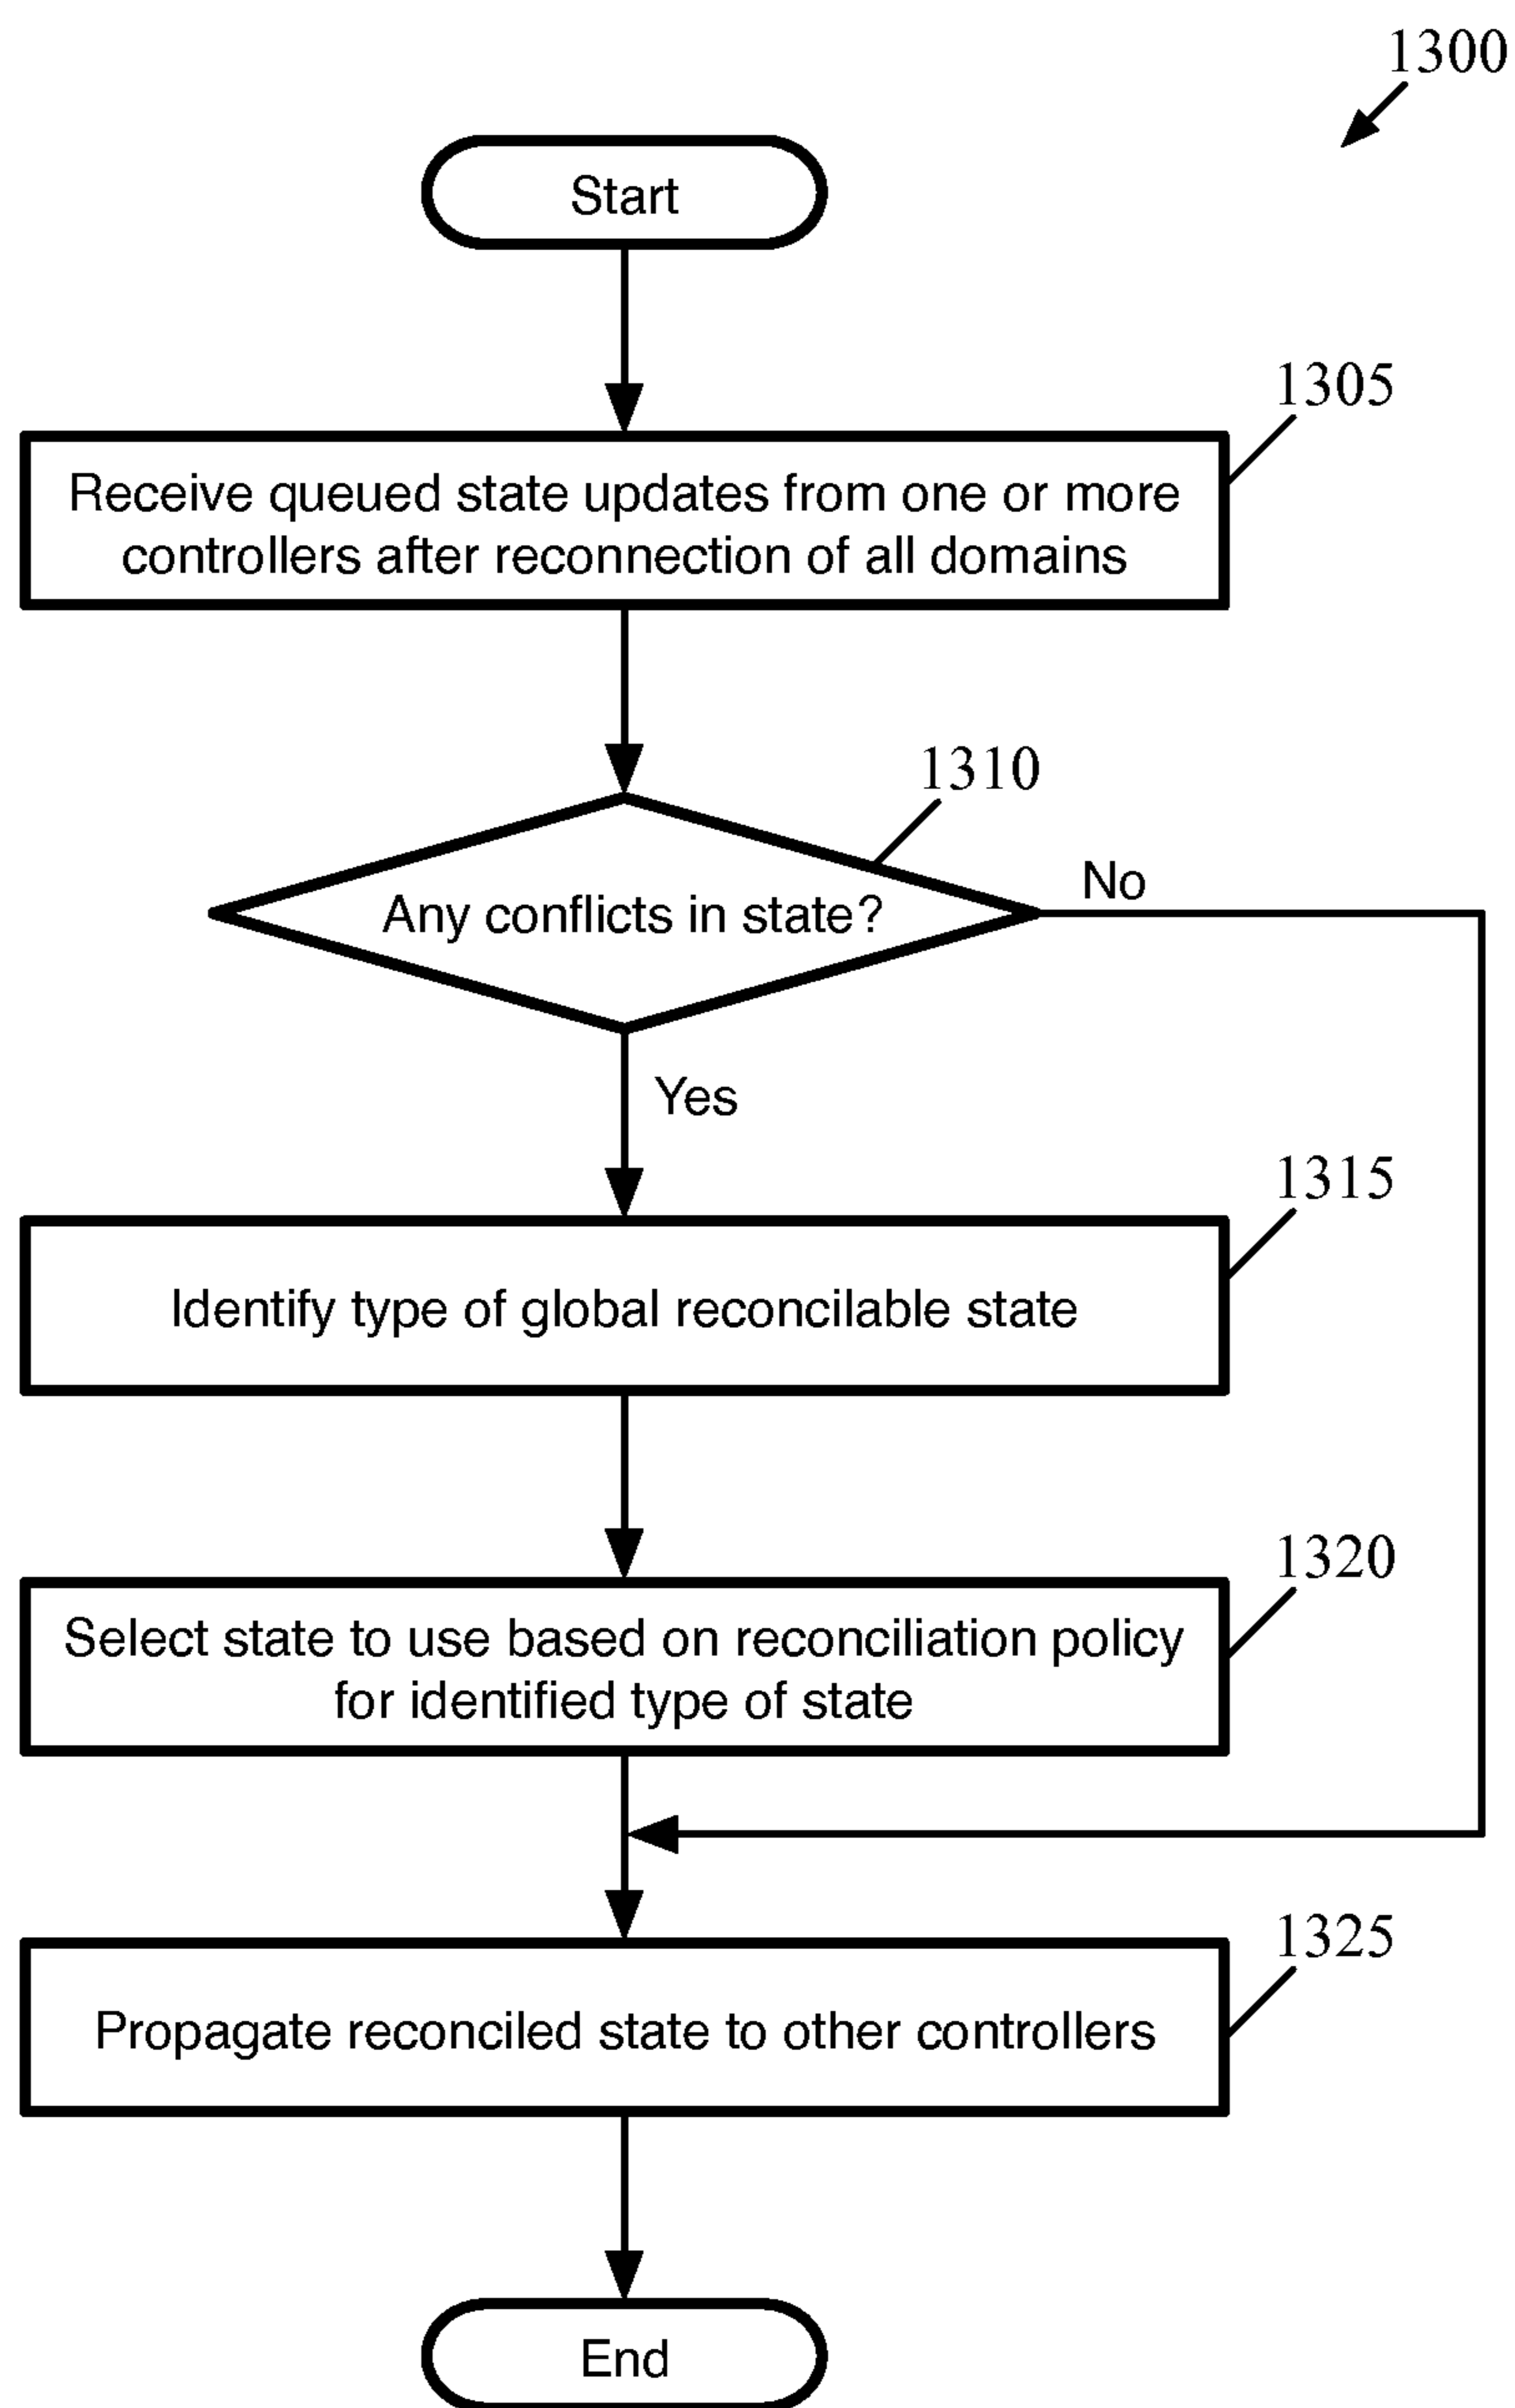 1300
Start
1305
Receive queued state updates from one or more
controllers after reconnection of all domains
1310
Any conflicts in state?
No
Yes
1315
Identify type of global reconcilable state
1320
Select state to use based on reconciliation policy
for identified type of state
1325
Propagate reconciled state to other controllers
End